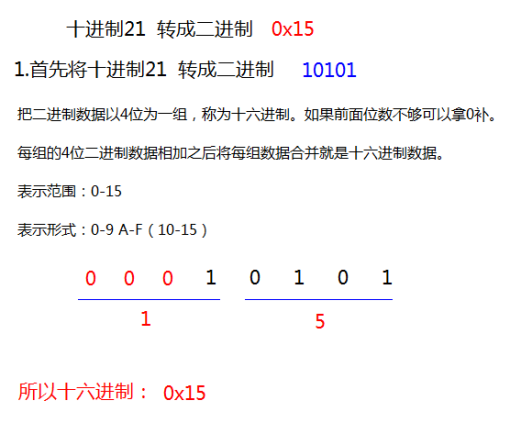 十进制21 转成二进制 0x15
1.首先将十进制21 转成二进制 10101
把二进制数据以4位为一组，称为十六进制。如果前面位数不够可以拿0补。
每组的4位二进制数据相加之后将每组数据合并就是十六进制数据。
表示范围：0-15
表示形式：0-9 A-F（10-15）
0 0 0 1 0 1 0 1
1 5
所以十六进制： 0x15